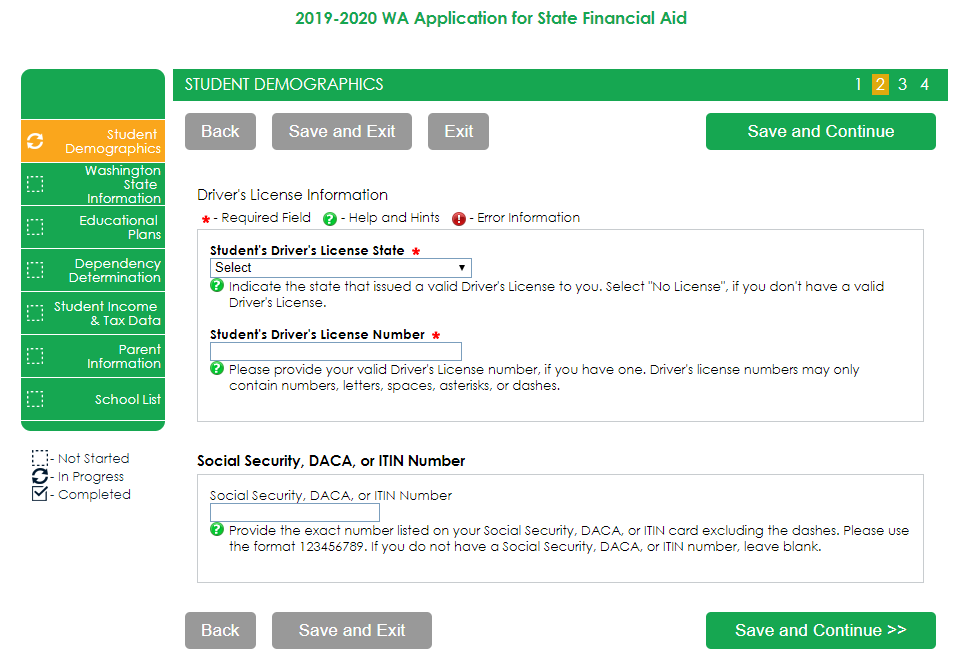 2019-2020 WA Application for State Financial Aid
STUDENT DEMOGRAPHICS
1 2 3 4
Back
Save and Exit
Exit
Save and Continue
Student
Demographics
Washington
State
Information
Educational
Plans
Dependency
Determination
Student Income
& Tax Data
Parent
Information
School List
- Not Started
- In Progress
- Completed
Driver's License Information
* - Required Field ? - Help and Hints ! - Error Information
Student's Driver's License State *
Select
? Indicate the state that issued a valid Driver's License to you. Select "No License", if you don't have a valid
Driver's License.
Student's Driver's License Number *
? Please provide your valid Driver's License number, if you have one. Driver's license numbers may only
contain numbers, letters, spaces, asterisks, or dashes.
Social Security, DACA, or ITIN Number
Social Security, DACA, or ITIN Number
? Provide the exact number listed on your Social Security, DACA, or ITIN card excluding the dashes. Please use
the format 123456789. If you do not have a Social Security, DACA, or ITIN number, leave blank.
Back
Save and Exit
Save and Continue >>